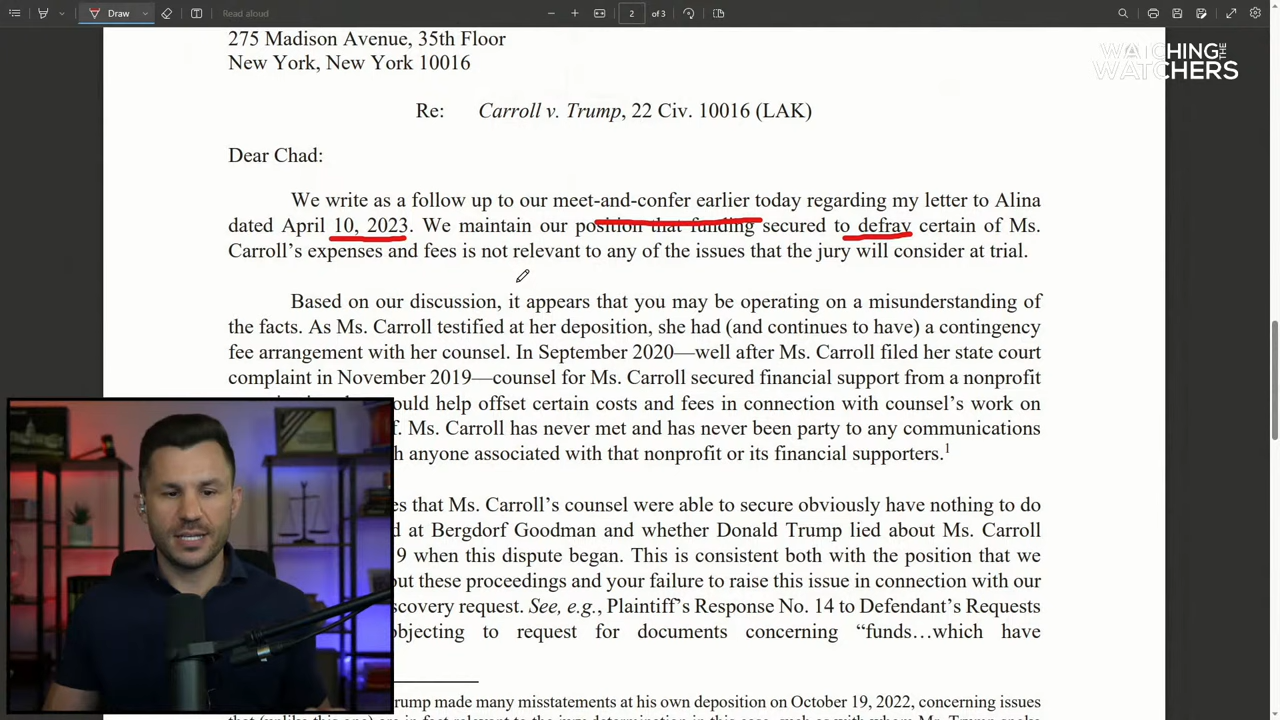 Draw
Read aloud
2
of 3
WATCHING THE
WATCHERS
275 Madison Avenue, 35th Floor
New York, New York 10016
Re: Carroll v. Trump, 22 Civ. 10016 (LAK)
Dear Chad:
We write as a follow up to our meet-and-confer earlier today regarding my letter to Alina
dated April 10, 2023. We maintain our position that funding secured to defray certain of Ms.
Carroll’s expenses and fees is not relevant to any of the issues that the jury will consider at trial.
Based on our discussion, it appears that you may be operating on a misunderstanding of
the facts. As Ms. Carroll testified at her deposition, she had (and continues to have) a contingency
fee arrangement with her counsel. In September 2020—well after Ms. Carroll filed her state court
complaint in November 2019—counsel for Ms. Carroll secured financial support from a nonprofit
help offset certain costs and fees in connection with counsel’s work on
Ms. Carroll has never met and has never been party to any communications
anyone associated with that nonprofit or its financial supporters.1
that Ms. Carroll’s counsel were able to secure obviously have nothing to do
at Bergdorf Goodman and whether Donald Trump lied about Ms. Carroll
9 when this dispute began. This is consistent both with the position that we
these proceedings and your failure to raise this issue in connection with our
request. See, e.g., Plaintiff’s Response No. 14 to Defendant’s Requests
to request for documents concerning “funds…which have
made many misstatements at his own deposition on October 19, 2022, concerning issues